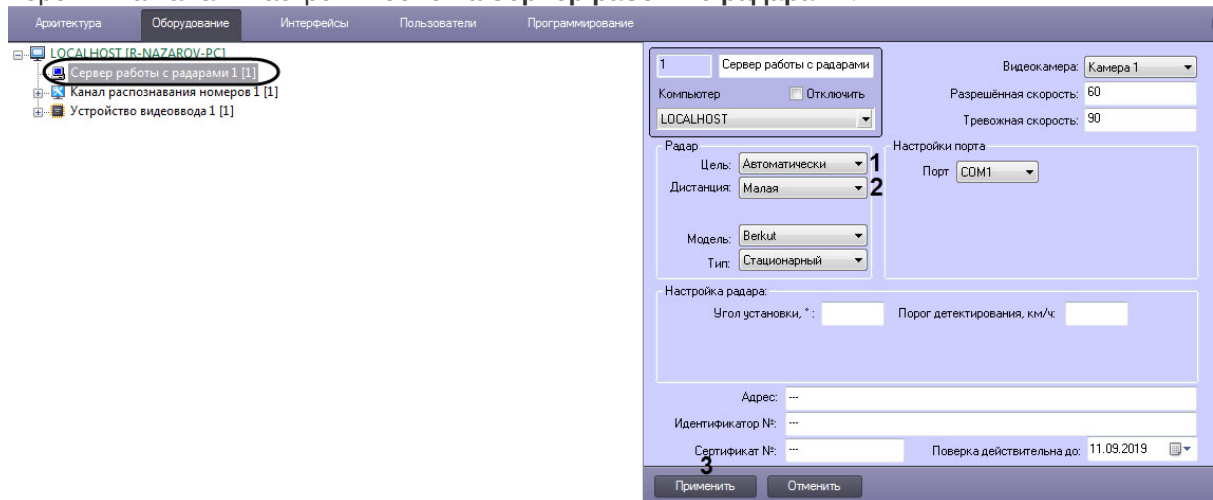 Архитектура Оборудование Интерфейсы Пользователи Программирование
LOCALHOST [R-NAZAROV-PC]
Сервер работы с радарами 1 [1]
Канал распознавания номеров 1 [1]
Устройство видеоввода 1 [1]
1 Сервер работы с радарами
Компьютер Отключить
LOCALHOST
Видеокамера: Камера 1
Разрешённая скорость: 60
Тревожная скорость: 90
Радар
Цель: Автоматически 1
Дистанция: Малая 2
Модель: Berkut
Тип: Стационарный
Настройки порта
Порт COM1
Настройка радара:
Угол установки, ° : Порог детектирования, км/ч:
Адрес: ---
Идентификатор №: ---
Сертификат №: --- Поверка действительна до: 11.09.2019
3
Применить Отменить